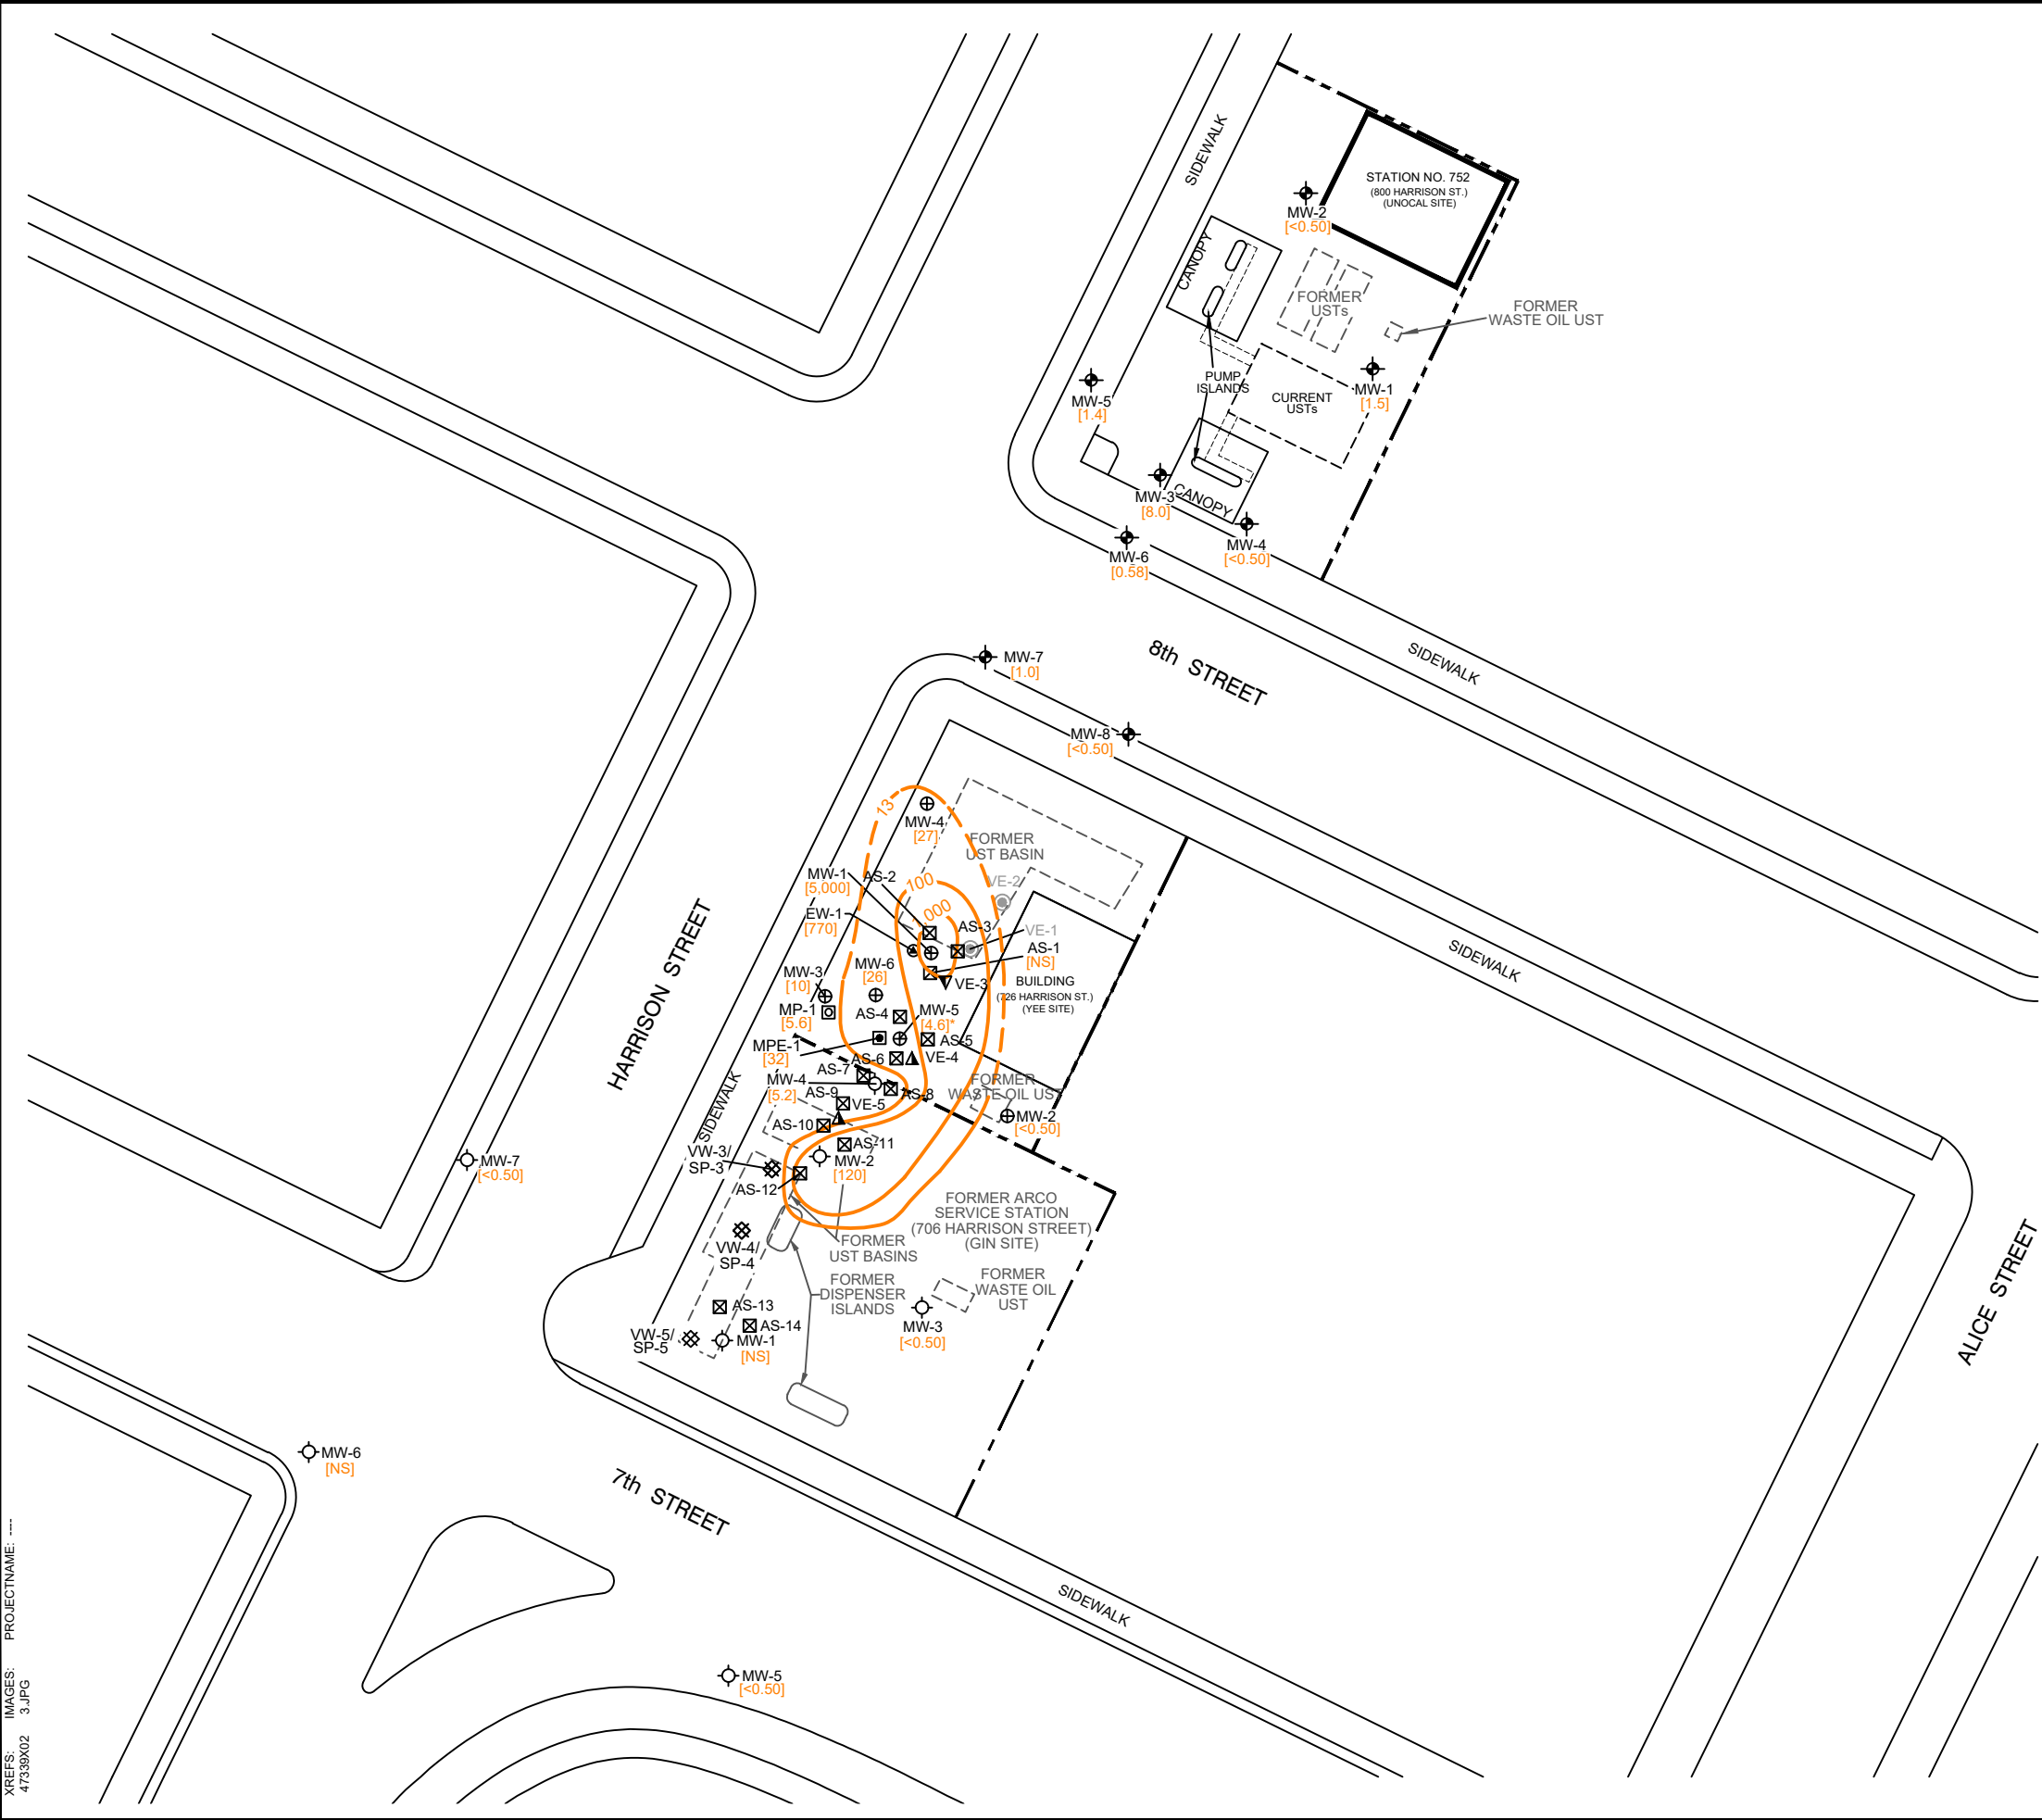 SIDEWALK
STATION NO. 752
(800 HARRISON ST.)
(UNOCAL SITE)
MW-2
[<0.50]
CANOPY
FORMER
USTs
FORMER
WASTE OIL UST
PUMP
ISLANDS
MW-1
[1.5]
CURRENT
USTs
MW-5
[1.4]
MW-3
[8.0]
CANOPY
MW-4
[<0.50]
MW-6
[0.58]
8th STREET
SIDEWALK
MW-7
[1.0]
MW-8
[<0.50]
13
MW-4
[27]
FORMER
UST BASIN
MW-1
[5,000]
AS-2
100
VE-2
EW-1
[770]
000
AS-3
VE-1
AS-1
[NS]
SIDEWALK
HARRISON STREET
MW-6
[26]
MW-3
[10]
VE-3
BUILDING
(726 HARRISON ST.)
(YEE SITE)
MP-1
[5.6]
AS-4
MW-5
[4.6]*
AS-5
MPE-1
[32]
AS-6
VE-4
AS-7
MW-4
[5.2]
AS-9
AS-8
VE-5
FORMER
WASTE OIL UST
MW-2
[<0.50]
SIDEWALK
AS-10
AS-11
VW-3/
SP-3
MW-2
[120]
AS-12
MW-7
[<0.50]
FORMER ARCO
SERVICE STATION
(706 HARRISON STREET)
(GIN SITE)
VW-4/
SP-4
FORMER
UST BASINS
FORMER
DISPENSER
ISLANDS
FORMER
WASTE OIL
UST
AS-13
AS-14
VW-5/
SP-5
MW-1
[NS]
MW-3
[<0.50]
ALICE STREET
MW-6
[NS]
7th STREET
SIDEWALK
MW-5
[<0.50]
XREFS: IMAGES: PROJECTNAME: ----
47339X02 3.JPG